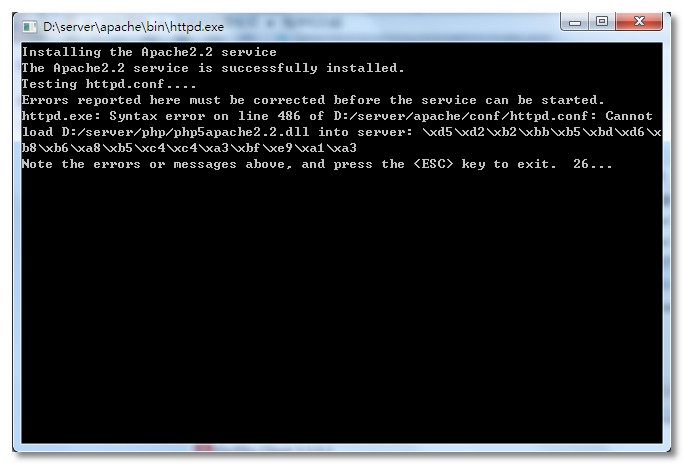 D:\server\apache\bin\httpd.exe
Installing the Apache2.2 service
The Apache2.2 service is successfully installed.
Testing httpd.conf....
Errors reported here must be corrected before the service can be started.
httpd.exe: Syntax error on line 486 of D:/server/apache/conf/httpd.conf: Cannot
load D:/server/php/php5apache2.2.dll into server: \xd5\xd2\xb2\xbb\xb5\xbd\xd6\x
b8\xb6\xa8\xb5\xc4\xc4\xa3\xbf\xe9\xa1\xa3
Note the errors or messages above, and press the <ESC> key to exit.  26...